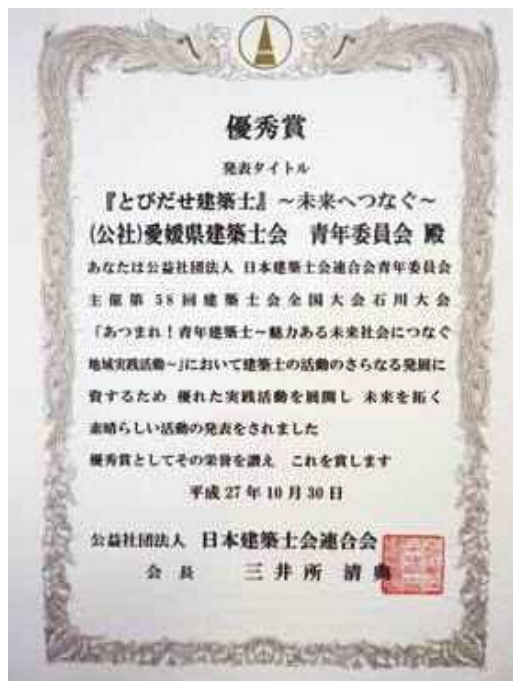 優秀賞
発表タイトル
『とびだせ建築士』～未来へつなぐ～
(公社)愛媛県建築士会 青年委員会 殿
あなたは公益社団法人 日本建築士会連合会青年委員会
主催第58回建築士会全国大会石川大会
「あつまれ!青年建築士～魅力ある未来社会につなぐ
地域実践活動～」において建築士の活動のさらなる発展に
資するため 優れた実践活動を展開し 未来を拓く
素晴らしい活動の発表をされました
優秀賞としてその栄誉を讃え これを賞します
平成27年10月30日
公益社団法人 日本建築士会連合会
会長 三井所 清典